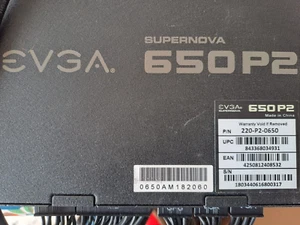 SUPERNOVA
EVGA. 650 P2
EVGA 650 P2
Made in China
Warranty Void If Removed
P/N 220-P2-0650
UPC 843368034931
EAN 4250812408532
S/N 1803440616800317
0650AM182060